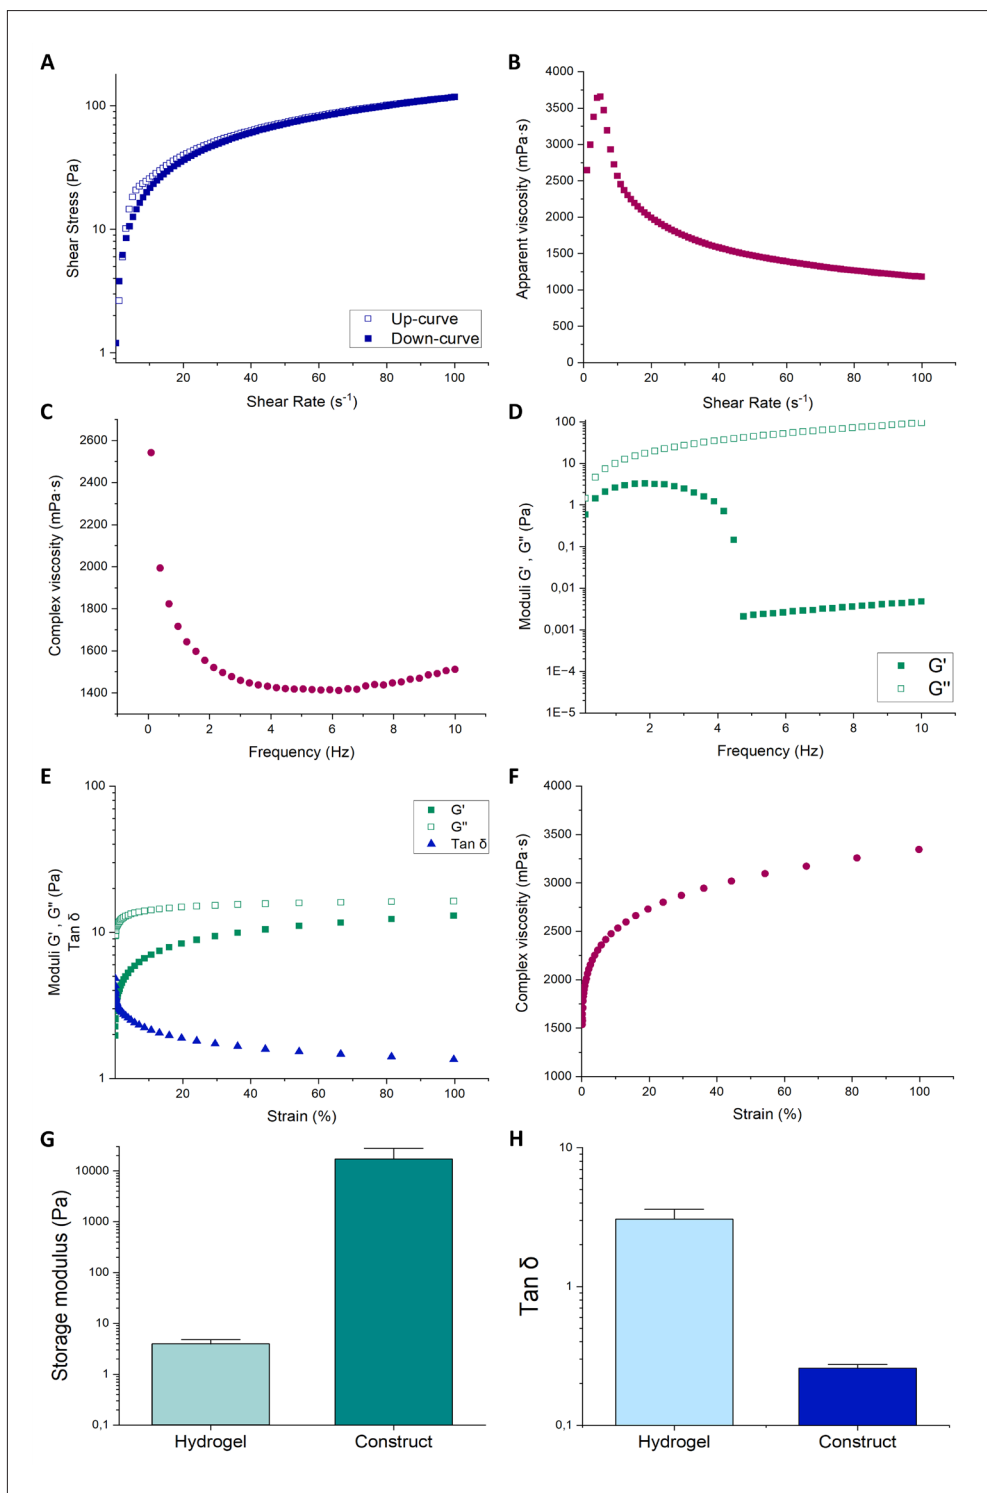 A
Shear Stress (Pa)
100
10
1
Up-curve
Down-curve
20 40 60 80 100
Shear Rate (s⁻¹)
B
Apparent viscosity (mPa·s)
4000
3500
3000
2500
2000
1500
1000
500
0
0 20 40 60 80 100
Shear Rate (s⁻¹)
C
Complex viscosity (mPa·s)
2600
2400
2200
2000
1800
1600
1400
0 2 4 6 8 10
Frequency (Hz)
D
Moduli G' , G'' (Pa)
100
10
1
0,1
0,01
0,001
1E−4
1E−5
G'
G''
2 4 6 8 10
Frequency (Hz)
E
Moduli G' , G'' (Pa)
Tan δ
100
10
1
G'
G''
Tan δ
20 40 60 80 100
Strain (%)
F
Complex viscosity (mPa·s)
4000
3500
3000
2500
2000
1500
1000
0 20 40 60 80 100
Strain (%)
G
Storage modulus (Pa)
10000
1000
100
10
1
0,1
Hydrogel Construct
H
Tan δ
10
1
0,1
Hydrogel Construct